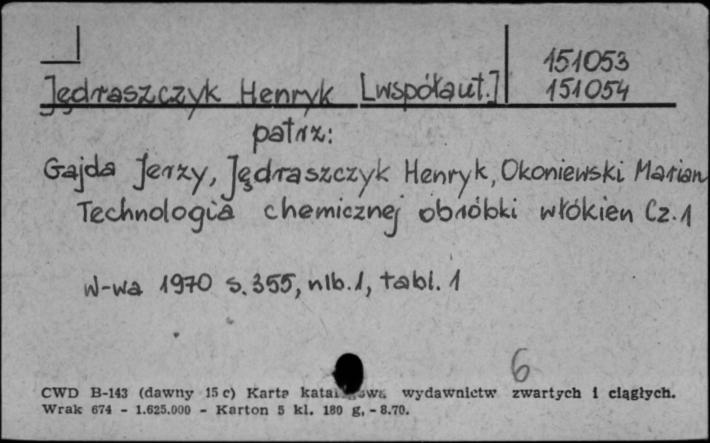 151053
Jędraszczyk Henryk [współaut.] 151054
patrz:
Gajda Jerzy, Jędraszczyk Henryk, Okoniewski Marian
Technologia chemicznej obróbki włókien Cz.1
W-wa 1970 s.355, nlb.1, tabl. 1
6
CWD B-143 (dawny 15 c) Karta katalogowa wydawnictw zwartych i ciągłych.
Wrak 674 - 1.625.000 - Karton 5 kl. 180 g, - 8.70.